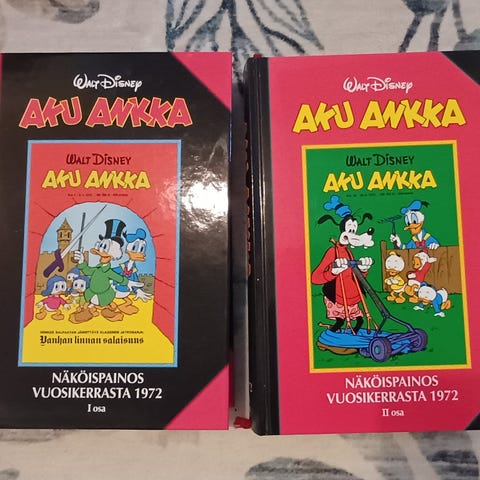 Walt Disney
AKU ANKKA
WALT DISNEY
AKU ANKKA
Vanhan linnan salaisuus
NÄKÖISPAINOS
VUOSIKERRASTA 1972
I osa
Walt Disney
AKU ANKKA
WALT DISNEY
AKU ANKKA
NÄKÖISPAINOS
VUOSIKERRASTA 1972
II osa